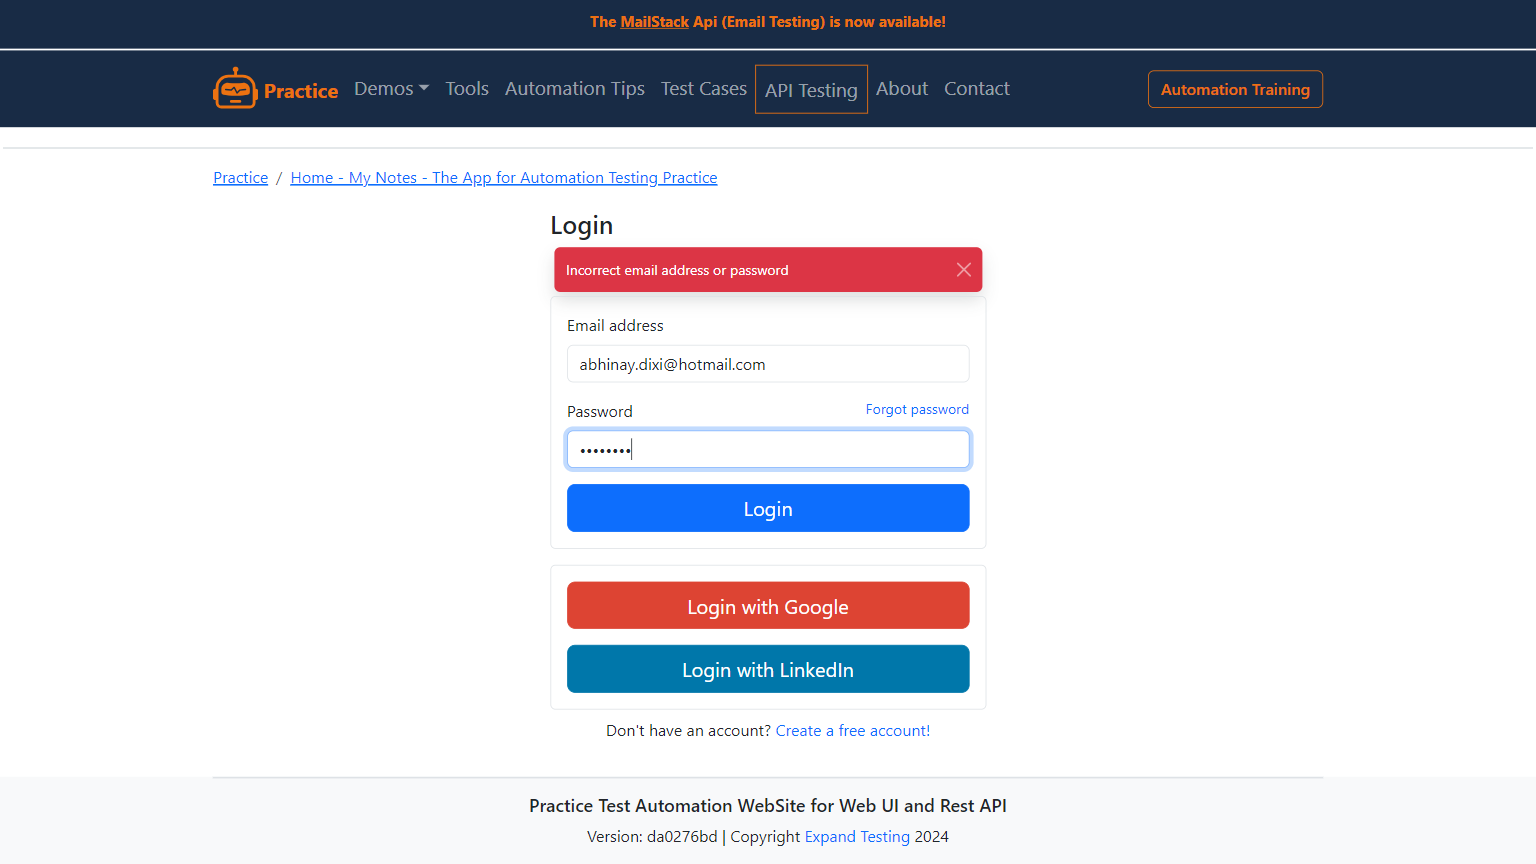 The MailStack Api (Email Testing) is now available!
Practice Demos Tools Automation Tips Test Cases API Testing About Contact Automation Training
Practice / Home - My Notes - The App for Automation Testing Practice
Login
Incorrect email address or password
Email address
abhinay.dixi@hotmail.com
Password Forgot password
••••••••
Login
Login with Google
Login with LinkedIn
Don't have an account? Create a free account!
Practice Test Automation WebSite for Web UI and Rest API
Version: da0276bd | Copyright Expand Testing 2024